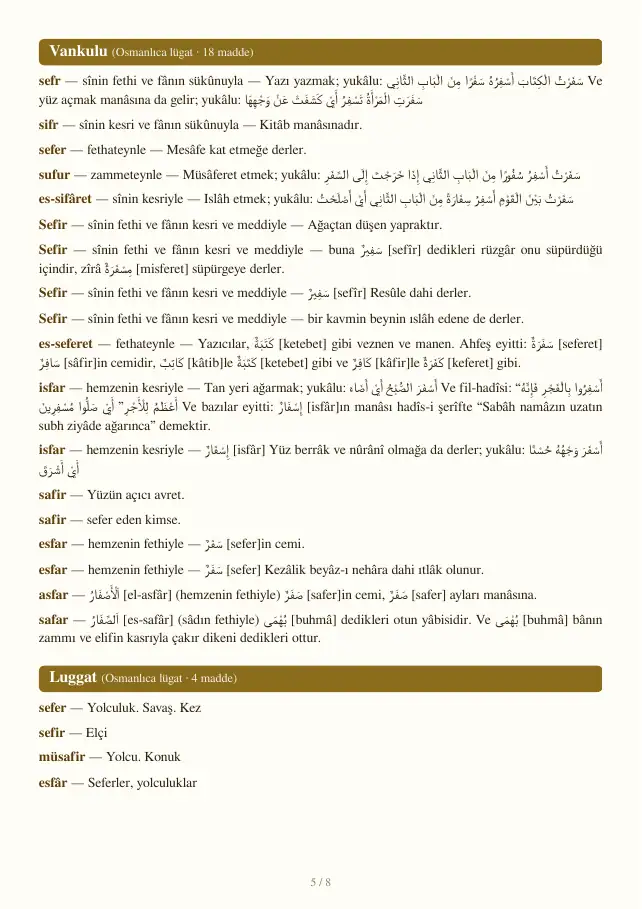 Vankulu (Osmanlıca lügat · 18 madde)
sefr — sînin fethi ve fânın sükûnuyla — Yazı yazmak; yukâlu: سَفَرْتُ الْكِتَابَ أَسْفِرُهُ سَفْرًا مِنَ الْبَابِ الثَّانِي Ve
yüz açmak manâsına da gelir; yukâlu: سَفَرَتِ الْمَرْأَةُ تَسْفِرُ أَيْ كَشَفَتْ عَنْ وَجْهِهَا
sifr — sînin kesri ve fânın sükûnuyla — Kitâb manâsınadır.
sefer — fethateynle — Mesâfe kat etmeğe derler.
sufur — zammeteynle — Müsâferet etmek; yukâlu: سَفَرْتُ أَسْفِرُ سُفُورًا مِنَ الْبَابِ الثَّانِي إِذَا خَرَجْتَ إِلَى السَّفَرِ
es-sifâret — sînin kesriyle — Islâh etmek; yukâlu: سَفَرْتُ بَيْنَ الْقَوْمِ أَسْفِرُ سِفَارَةً مِنَ الْبَابِ الثَّانِي أَيْ أَصْلَحْتُ
Sefir — sînin fethi ve fânın kesri ve meddiyle — Ağaçtan düşen yapraktır.
Sefir — sînin fethi ve fânın kesri ve meddiyle — buna سَفِيرٌ [sefîr] dedikleri rüzgâr onu süpürdüğü
içindir, zîrâ مِسْفَرَةٌ [misferet] süpürgeye derler.
Sefir — sînin fethi ve fânın kesri ve meddiyle — سَفِيرٌ [sefîr] Resûle dahi derler.
Sefir — sînin fethi ve fânın kesri ve meddiyle — bir kavmin beynin ıslâh edene de derler.
es-seferet — fethateynle — Yazıcılar, كَتَبَةٌ [ketebet] gibi veznen ve manen. Ahfeş eyitti: سَفَرَةٌ [seferet]
سَافِرٌ [sâfir]in cemidir, كَاتِبٌ [kâtib]le كَتَبَةٌ [ketebet] gibi ve كَافِرٌ [kâfir]le كَفَرَةٌ [keferet] gibi.
isfar — hemzenin kesriyle — Tan yeri ağarmak; yukâlu: أَسْفَرَ الصُّبْحُ أَيْ أَضَاءَ Ve fil-hadîsi: “أَسْفِرُوا بِالْفَجْرِ فَإِنَّهُ
أَعْظَمُ لِلْأَجْرِ” أَيْ صَلُّوا مُسْفِرِينَ Ve bazılar eyitti: إِسْفَارٌ [isfâr]ın manâsı hadîs-i şerîfte “Sabâh namâzın uzatın
subh ziyâde ağarınca” demektir.
isfar — hemzenin kesriyle — إِسْفَارٌ [isfâr] Yüz berrâk ve nûrânî olmağa da derler; yukâlu: أَسْفَرَ وَجْهُهُ حُسْنًا
أَيْ أَشْرَقَ
safir — Yüzün açıcı avret.
safir — sefer eden kimse.
esfar — hemzenin fethiyle — سَفَرٌ [sefer]in cemi.
esfar — hemzenin fethiyle — سَفَرٌ [sefer] Kezâlik beyâz-ı nehâra dahi ıtlâk olunur.
asfar — اَلْأَصْفَارُ [el-asfâr] (hemzenin fethiyle) صَفَرٌ [safer]in cemi, صَفَرٌ [safer] ayları manâsına.
safar — اَلصَّفَارُ [es-safâr] (sâdın fethiyle) بُهْمَى [buhmâ] dedikleri otun yâbisidir. Ve بُهْمَى [buhmâ] bânın
zammı ve elifin kasrıyla çakır dikeni dedikleri ottur.
Luggat (Osmanlıca lügat · 4 madde)
sefer — Yolculuk. Savaş. Kez
sefir — Elçi
müsafir — Yolcu. Konuk
esfâr — Seferler, yolculuklar
5 / 8